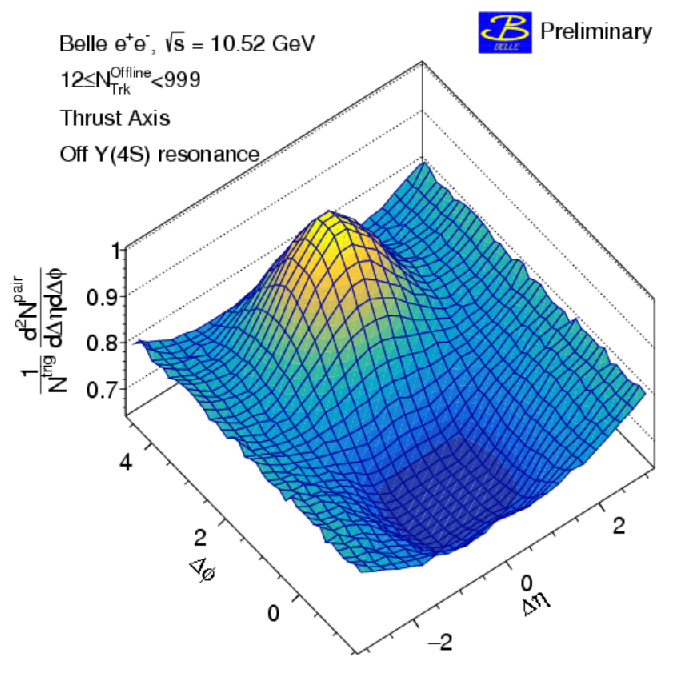 Belle e⁺e⁻, √s = 10.52 GeV
B BELLE Preliminary
12≤N^Offline_Trk<999
Thrust Axis
Off Υ(4S) resonance
1/N^trig d²N^pair/dΔηdΔϕ
1
0.9
0.8
0.7
4
2
0
Δϕ
−2
0
2
Δη